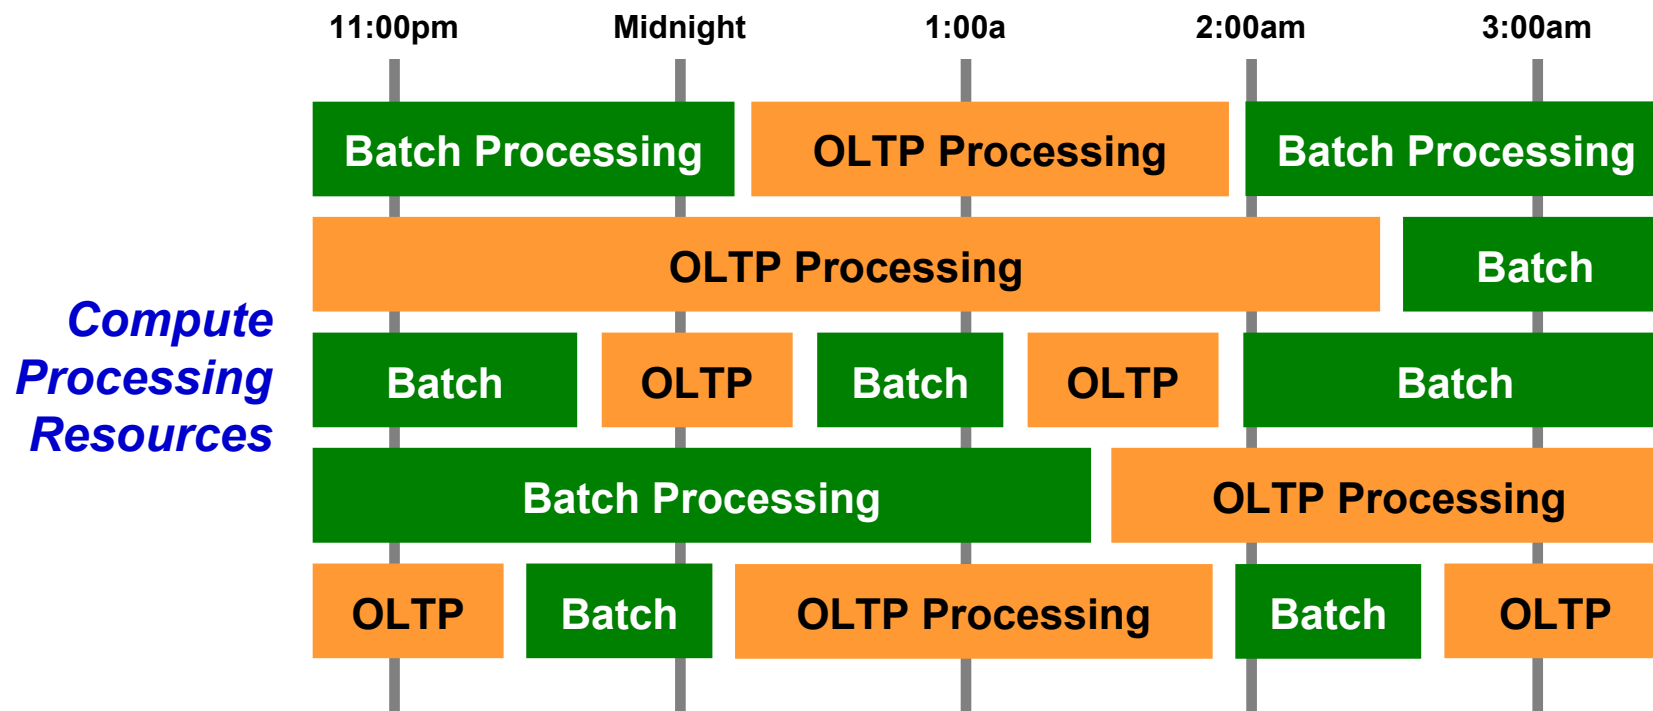 11:00pm Midnight 1:00a 2:00am 3:00am
Batch Processing OLTP Processing Batch Processing
OLTP Processing Batch
Compute
Processing
Resources
Batch OLTP Batch OLTP Batch
Batch Processing OLTP Processing
OLTP Batch OLTP Processing Batch OLTP